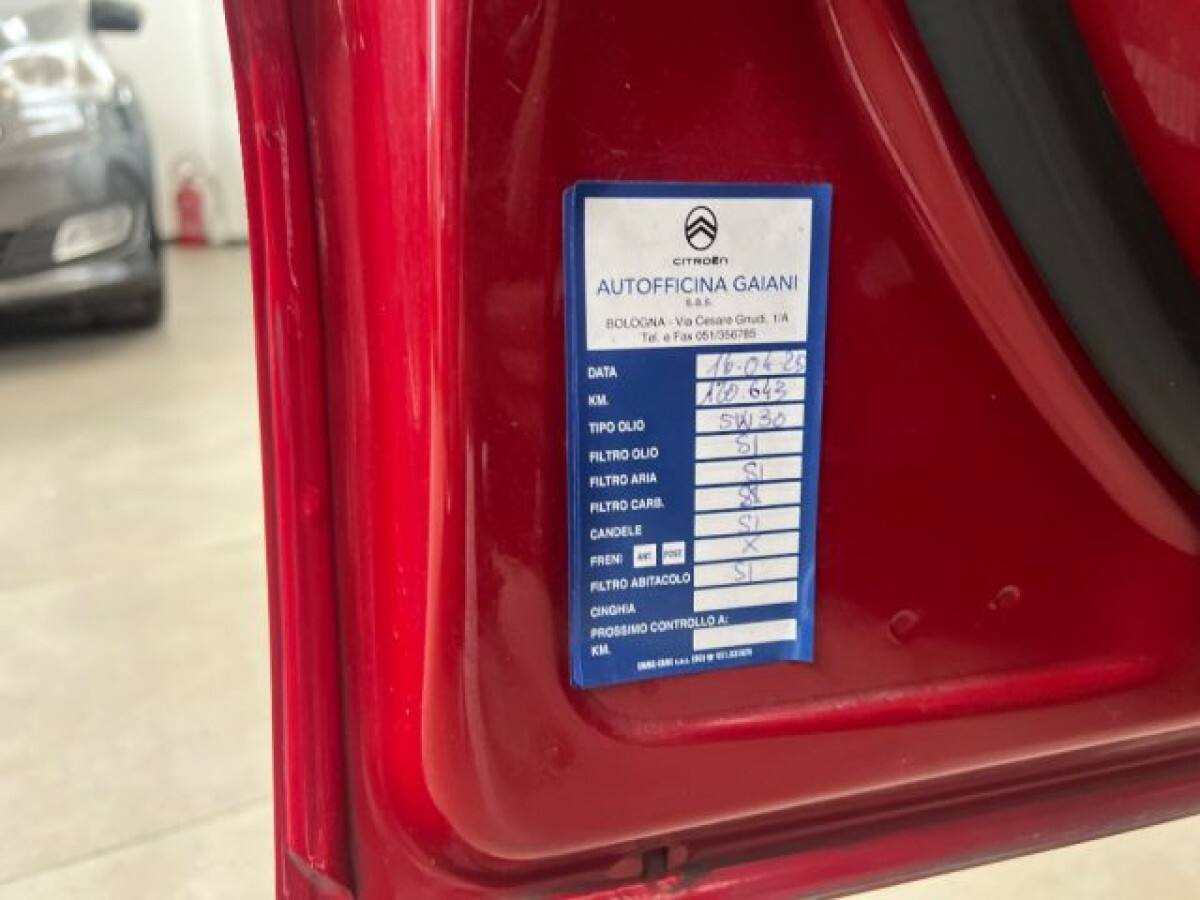 CITROËN
AUTOFFICINA GAIANI
s.a.s.
BOLOGNA - Via Cesare Gnudi, 1/A
Tel. e Fax 051/356785
DATA 16-04-25
KM. 120.643
TIPO OLIO 5W30
FILTRO OLIO SI
FILTRO ARIA SI
FILTRO CARB. SI
CANDELE SI
FRENI ANT. POST. X
FILTRO ABITACOLO SI
CINGHIA
PROSSIMO CONTROLLO A:
KM.